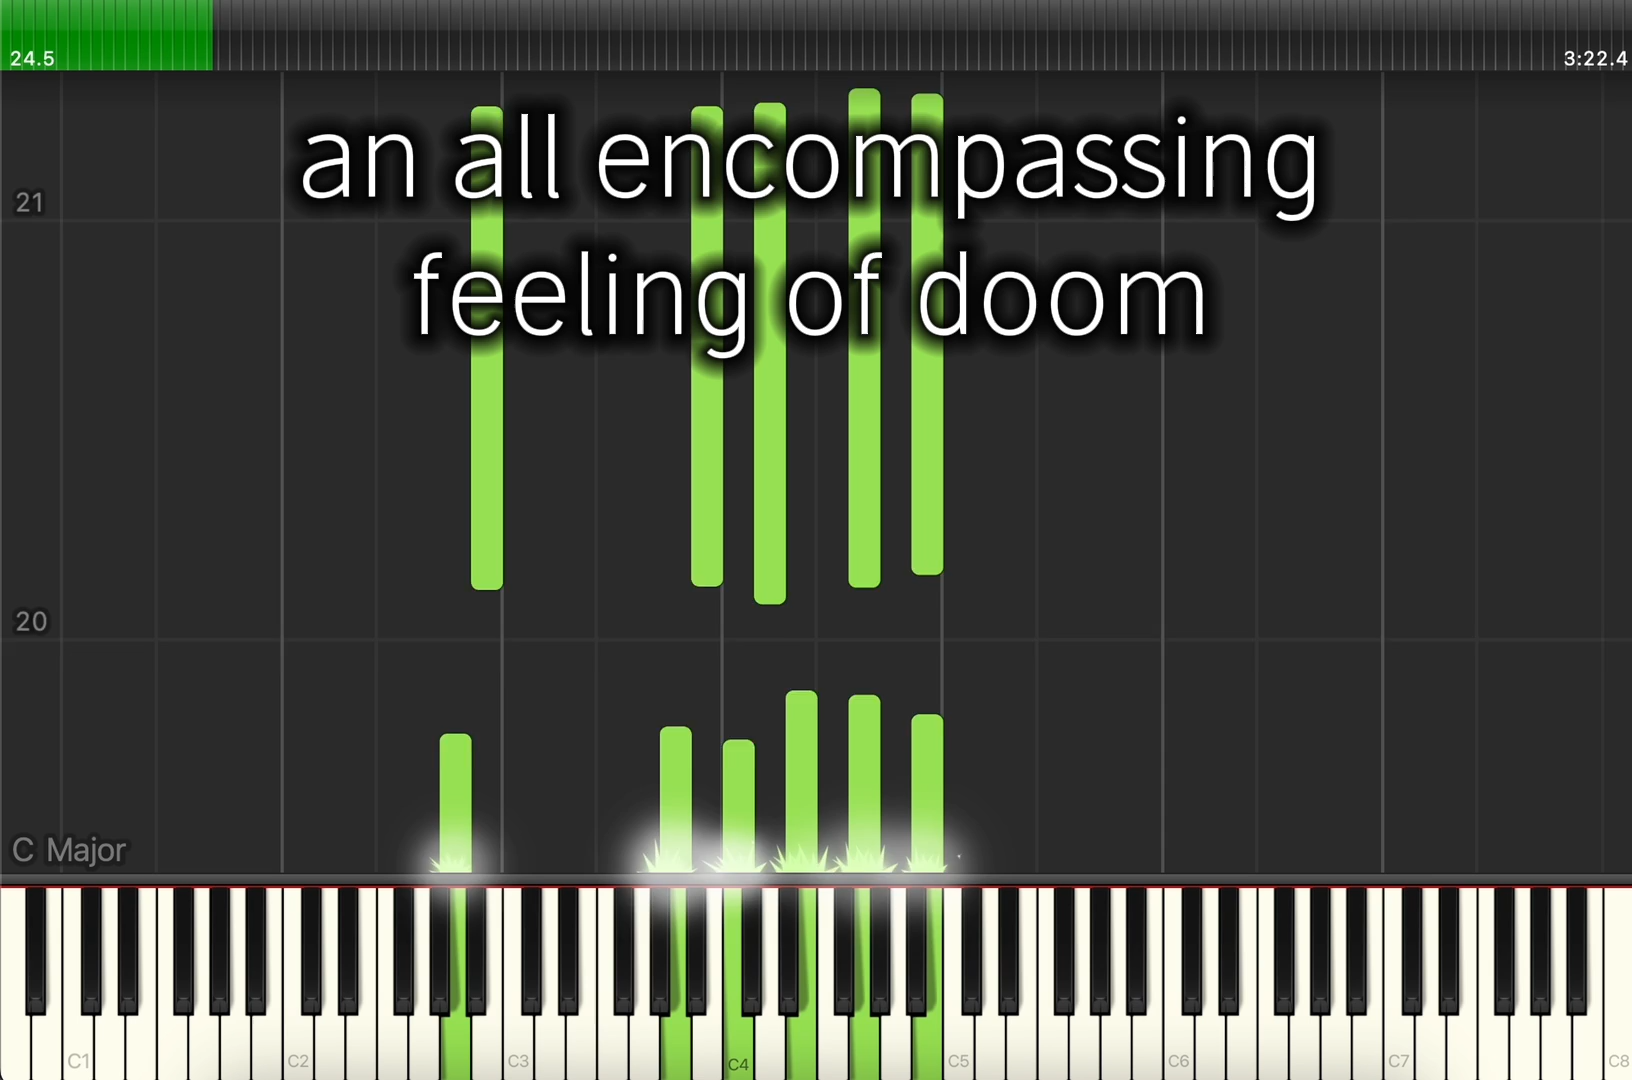 24.5
3:22.4
an all encompassing
feeling of doom
21
20
C Major
C1 C2 C3 C4 C5 C6 C7 C8